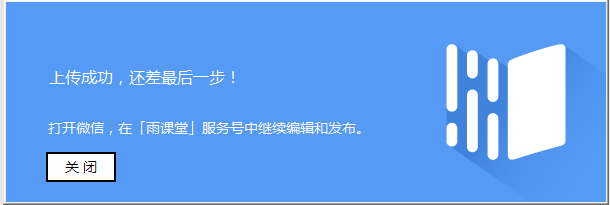 上传成功，还差最后一步！
打开微信，在「雨课堂」服务号中继续编辑和发布。
关闭